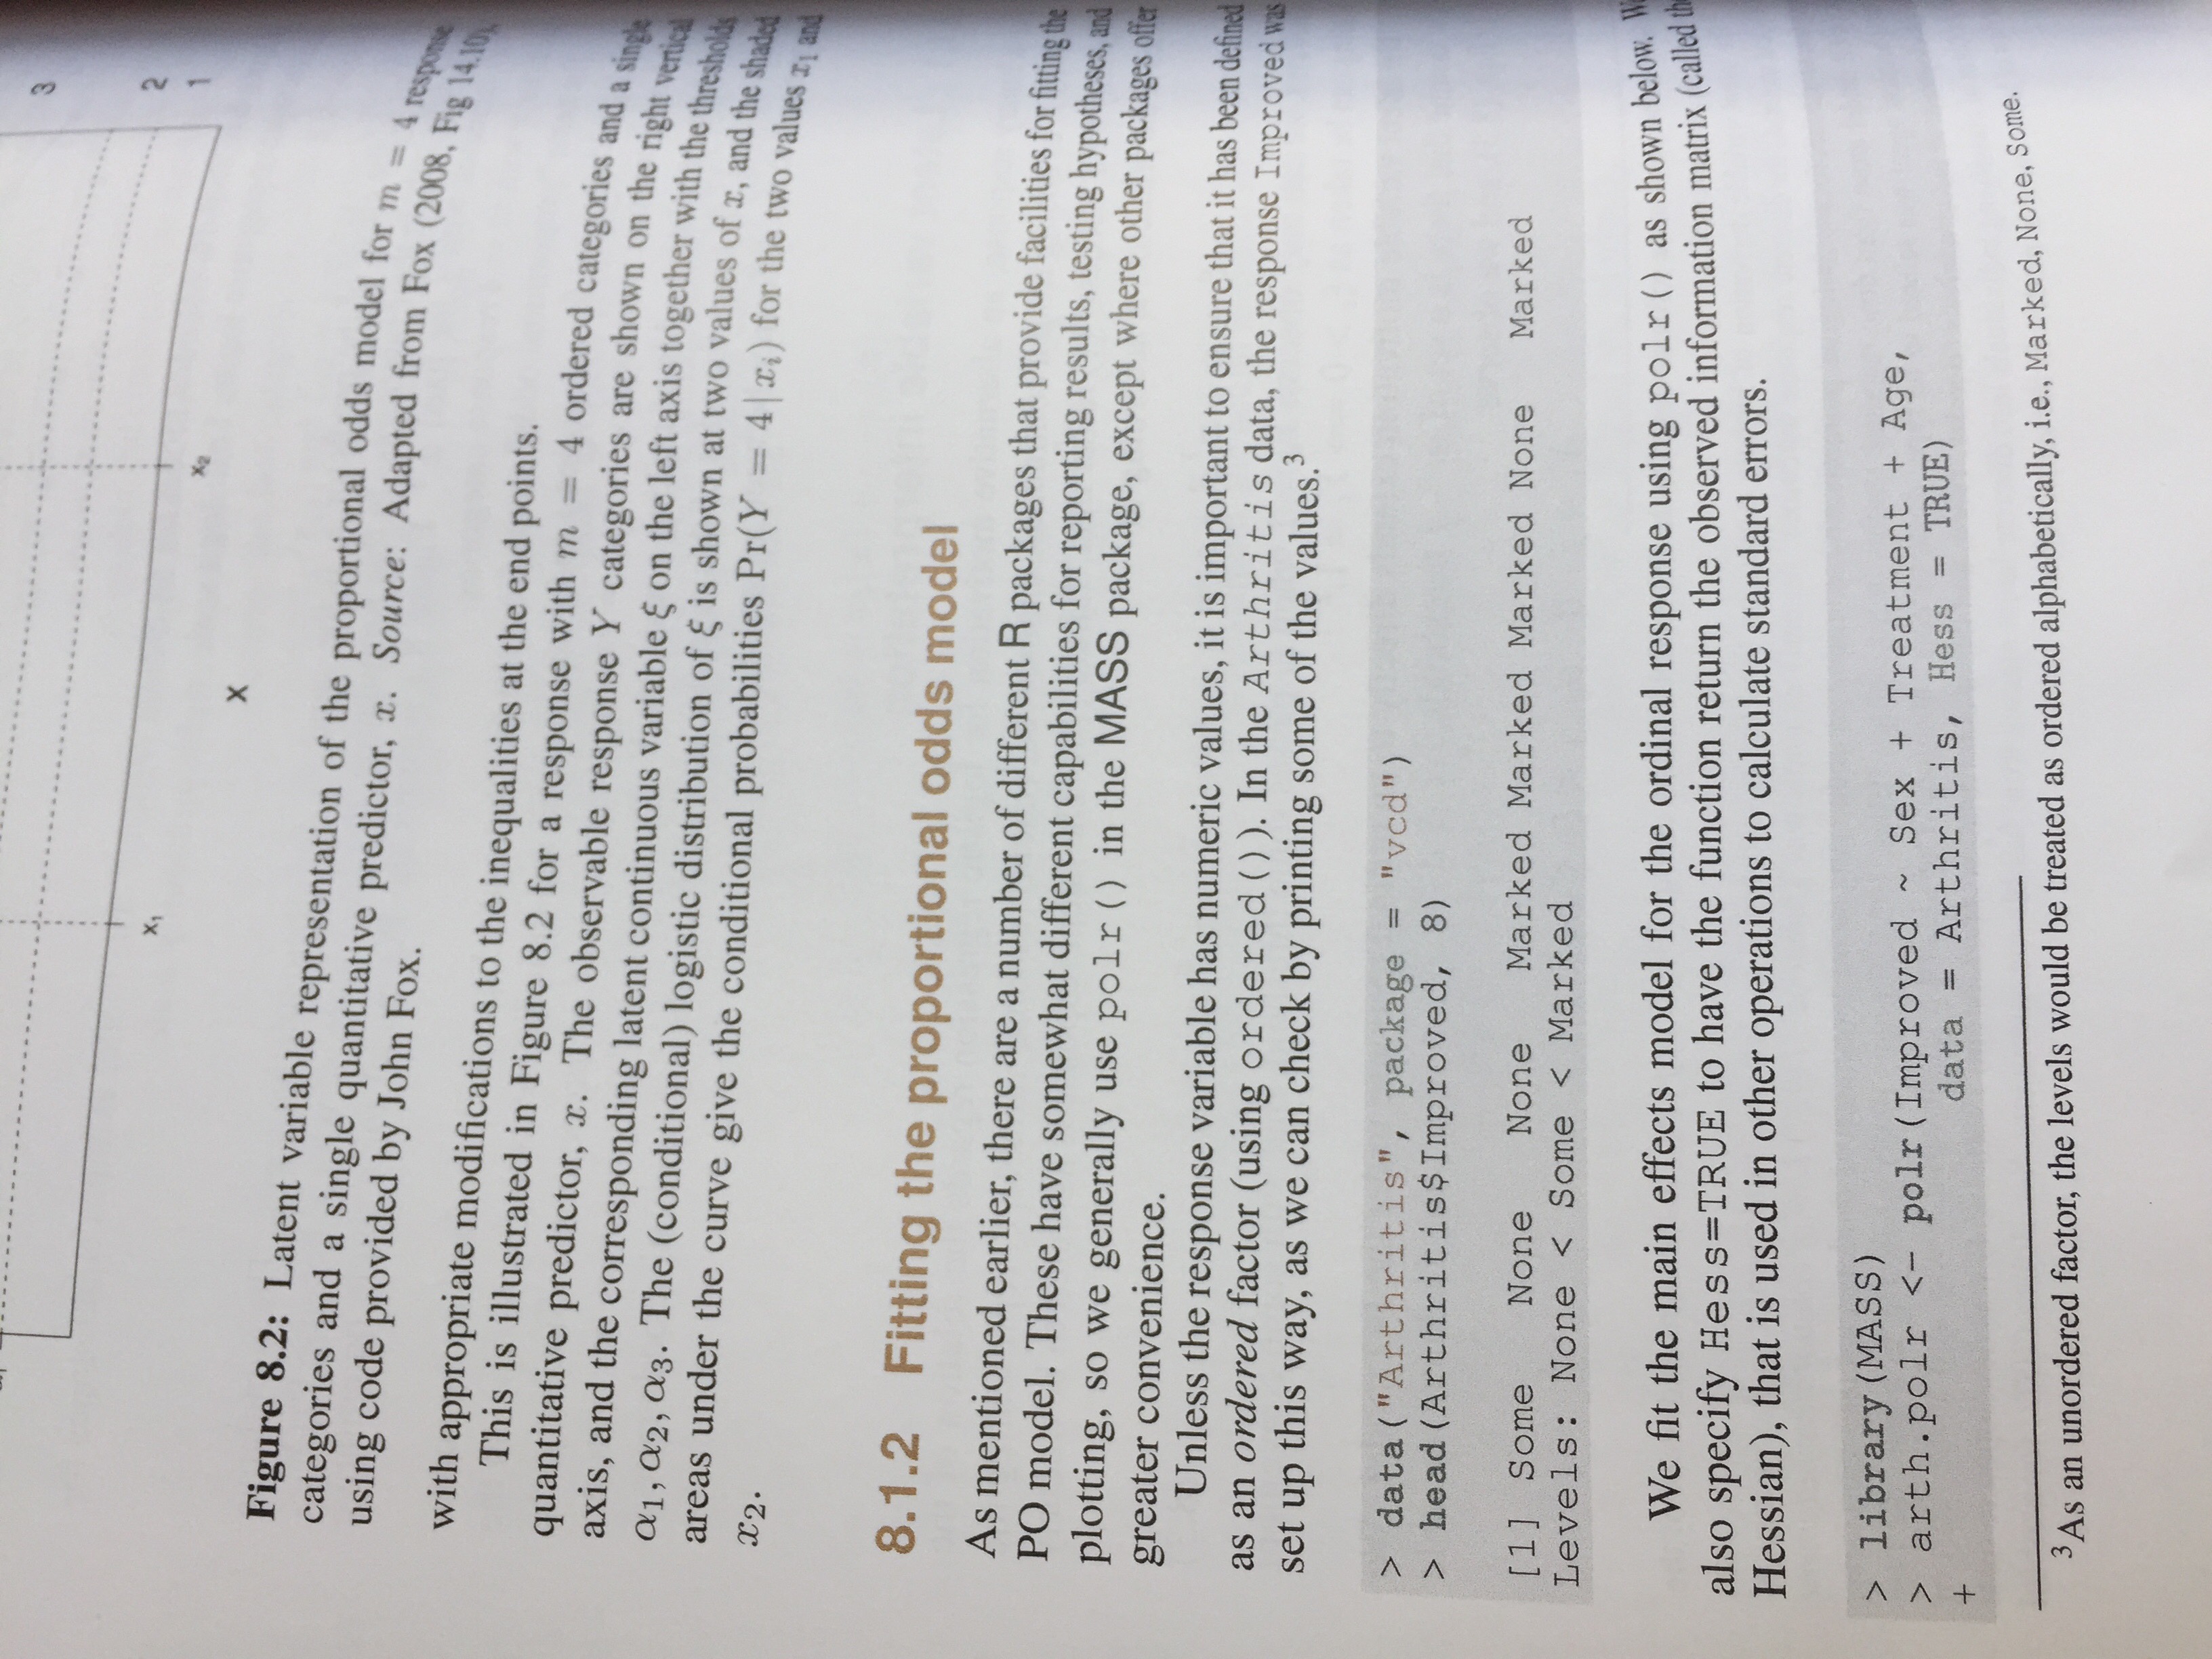 x₁
x₂
3
2
1
x
Figure 8.2: Latent variable representation of the proportional odds model for m = 4 response
categories and a single quantitative predictor, x. Source: Adapted from Fox (2008, Fig 14.10),
using code provided by John Fox.
with appropriate modifications to the inequalities at the end points.
This is illustrated in Figure 8.2 for a response with m = 4 ordered categories and a single
quantitative predictor, x. The observable response Y categories are shown on the right vertical
axis, and the corresponding latent continuous variable ξ on the left axis together with the thresholds
α₁, α₂, α₃. The (conditional) logistic distribution of ξ is shown at two values of x, and the shaded
areas under the curve give the conditional probabilities Pr(Y = 4 | xᵢ) for the two values x₁ and
x₂.
8.1.2 Fitting the proportional odds model
As mentioned earlier, there are a number of different R packages that provide facilities for fitting the
PO model. These have somewhat different capabilities for reporting results, testing hypotheses, and
plotting, so we generally use polr() in the MASS package, except where other packages offer
greater convenience.
Unless the response variable has numeric values, it is important to ensure that it has been defined
as an ordered factor (using ordered()). In the Arthritis data, the response Improved was
set up this way, as we can check by printing some of the values.³
> data("Arthritis", package = "vcd")
> head(Arthritis$Improved, 8)
[1] Some None None Marked Marked Marked None Marked
Levels: None < Some < Marked
We fit the main effects model for the ordinal response using polr() as shown below.
also specify Hess=TRUE to have the function return the observed information matrix (called
Hessian), that is used in other operations to calculate standard errors.
> library(MASS)
> arth.polr <- polr(Improved ~ Sex + Treatment + Age,
+ data = Arthritis, Hess = TRUE)
³As an unordered factor, the levels would be treated as ordered alphabetically, i.e., Marked, None, Some.